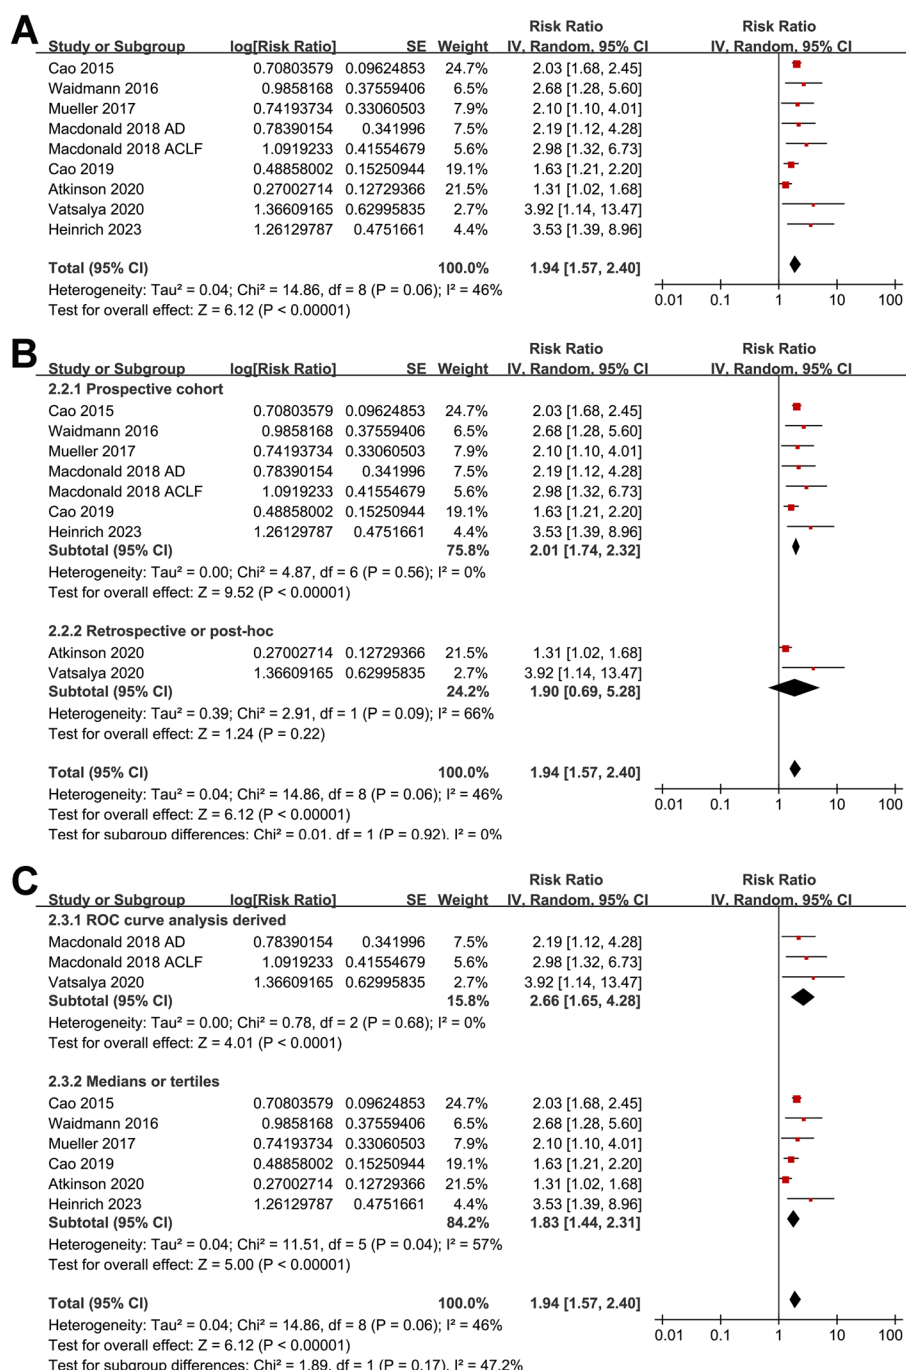 A
Risk Ratio Risk Ratio
Study or Subgroup log[Risk Ratio] SE Weight IV, Random, 95% CI IV, Random, 95% CI
Cao 2015 0.70803579 0.09624853 24.7% 2.03 [1.68, 2.45]
Waidmann 2016 0.9858168 0.37559406 6.5% 2.68 [1.28, 5.60]
Mueller 2017 0.74193734 0.33060503 7.9% 2.10 [1.10, 4.01]
Macdonald 2018 AD 0.78390154 0.341996 7.5% 2.19 [1.12, 4.28]
Macdonald 2018 ACLF 1.0919233 0.41554679 5.6% 2.98 [1.32, 6.73]
Cao 2019 0.48858002 0.15250944 19.1% 1.63 [1.21, 2.20]
Atkinson 2020 0.27002714 0.12729366 21.5% 1.31 [1.02, 1.68]
Vatsalya 2020 1.36609165 0.62995835 2.7% 3.92 [1.14, 13.47]
Heinrich 2023 1.26129787 0.4751661 4.4% 3.53 [1.39, 8.96]
Total (95% CI) 100.0% 1.94 [1.57, 2.40]
Heterogeneity: Tau² = 0.04; Chi² = 14.86, df = 8 (P = 0.06); I² = 46%
Test for overall effect: Z = 6.12 (P < 0.00001)
0.01 0.1 1 10 100
B
Risk Ratio Risk Ratio
Study or Subgroup log[Risk Ratio] SE Weight IV, Random, 95% CI IV, Random, 95% CI
2.2.1 Prospective cohort
Cao 2015 0.70803579 0.09624853 24.7% 2.03 [1.68, 2.45]
Waidmann 2016 0.9858168 0.37559406 6.5% 2.68 [1.28, 5.60]
Mueller 2017 0.74193734 0.33060503 7.9% 2.10 [1.10, 4.01]
Macdonald 2018 AD 0.78390154 0.341996 7.5% 2.19 [1.12, 4.28]
Macdonald 2018 ACLF 1.0919233 0.41554679 5.6% 2.98 [1.32, 6.73]
Cao 2019 0.48858002 0.15250944 19.1% 1.63 [1.21, 2.20]
Heinrich 2023 1.26129787 0.4751661 4.4% 3.53 [1.39, 8.96]
Subtotal (95% CI) 75.8% 2.01 [1.74, 2.32]
Heterogeneity: Tau² = 0.00; Chi² = 4.87, df = 6 (P = 0.56); I² = 0%
Test for overall effect: Z = 9.52 (P < 0.00001)
2.2.2 Retrospective or post-hoc
Atkinson 2020 0.27002714 0.12729366 21.5% 1.31 [1.02, 1.68]
Vatsalya 2020 1.36609165 0.62995835 2.7% 3.92 [1.14, 13.47]
Subtotal (95% CI) 24.2% 1.90 [0.69, 5.28]
Heterogeneity: Tau² = 0.39; Chi² = 2.91, df = 1 (P = 0.09); I² = 66%
Test for overall effect: Z = 1.24 (P = 0.22)
Total (95% CI) 100.0% 1.94 [1.57, 2.40]
Heterogeneity: Tau² = 0.04; Chi² = 14.86, df = 8 (P = 0.06); I² = 46%
Test for overall effect: Z = 6.12 (P < 0.00001)
Test for subgroup differences: Chi² = 0.01, df = 1 (P = 0.92), I² = 0%
0.01 0.1 1 10 100
C
Risk Ratio Risk Ratio
Study or Subgroup log[Risk Ratio] SE Weight IV, Random, 95% CI IV, Random, 95% CI
2.3.1 ROC curve analysis derived
Macdonald 2018 AD 0.78390154 0.341996 7.5% 2.19 [1.12, 4.28]
Macdonald 2018 ACLF 1.0919233 0.41554679 5.6% 2.98 [1.32, 6.73]
Vatsalya 2020 1.36609165 0.62995835 2.7% 3.92 [1.14, 13.47]
Subtotal (95% CI) 15.8% 2.66 [1.65, 4.28]
Heterogeneity: Tau² = 0.00; Chi² = 0.78, df = 2 (P = 0.68); I² = 0%
Test for overall effect: Z = 4.01 (P < 0.0001)
2.3.2 Medians or tertiles
Cao 2015 0.70803579 0.09624853 24.7% 2.03 [1.68, 2.45]
Waidmann 2016 0.9858168 0.37559406 6.5% 2.68 [1.28, 5.60]
Mueller 2017 0.74193734 0.33060503 7.9% 2.10 [1.10, 4.01]
Cao 2019 0.48858002 0.15250944 19.1% 1.63 [1.21, 2.20]
Atkinson 2020 0.27002714 0.12729366 21.5% 1.31 [1.02, 1.68]
Heinrich 2023 1.26129787 0.4751661 4.4% 3.53 [1.39, 8.96]
Subtotal (95% CI) 84.2% 1.83 [1.44, 2.31]
Heterogeneity: Tau² = 0.04; Chi² = 11.51, df = 5 (P = 0.04); I² = 57%
Test for overall effect: Z = 5.00 (P < 0.00001)
Total (95% CI) 100.0% 1.94 [1.57, 2.40]
Heterogeneity: Tau² = 0.04; Chi² = 14.86, df = 8 (P = 0.06); I² = 46%
Test for overall effect: Z = 6.12 (P < 0.00001)
Test for subgroup differences: Chi² = 1.89, df = 1 (P = 0.17), I² = 47.2%
0.01 0.1 1 10 100